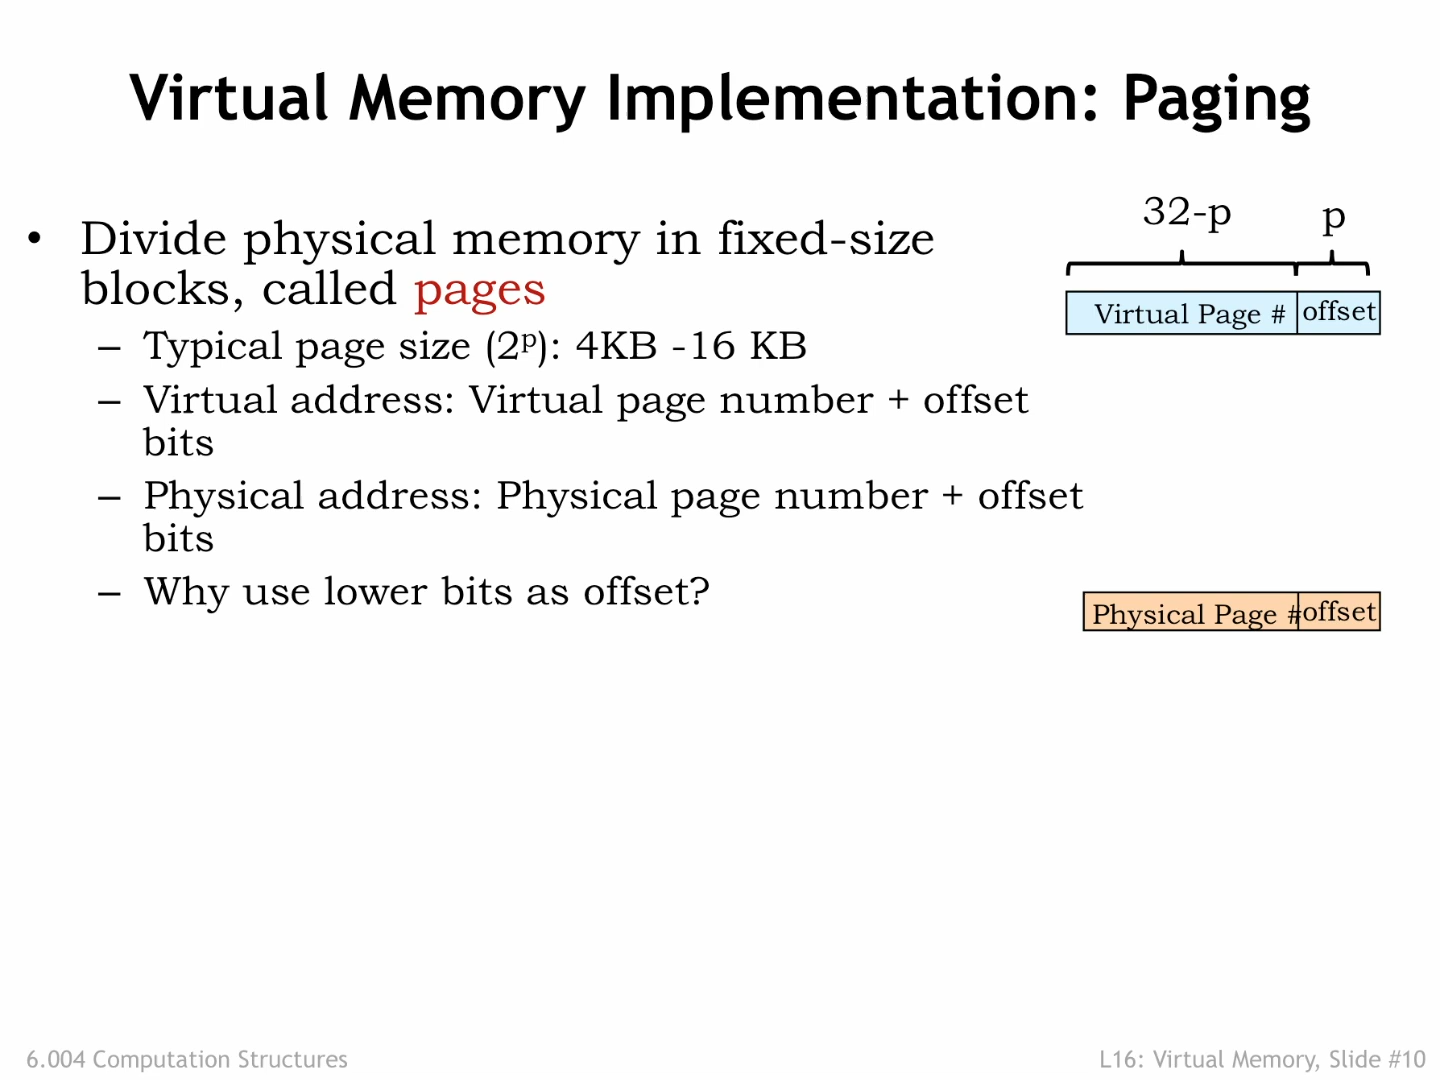 Virtual Memory Implementation: Paging
• Divide physical memory in fixed-size
blocks, called pages
– Typical page size (2ᵖ): 4KB -16 KB
– Virtual address: Virtual page number + offset
bits
– Physical address: Physical page number + offset
bits
– Why use lower bits as offset?
32-p p
Virtual Page # offset
Physical Page # offset
6.004 Computation Structures
L16: Virtual Memory, Slide #10